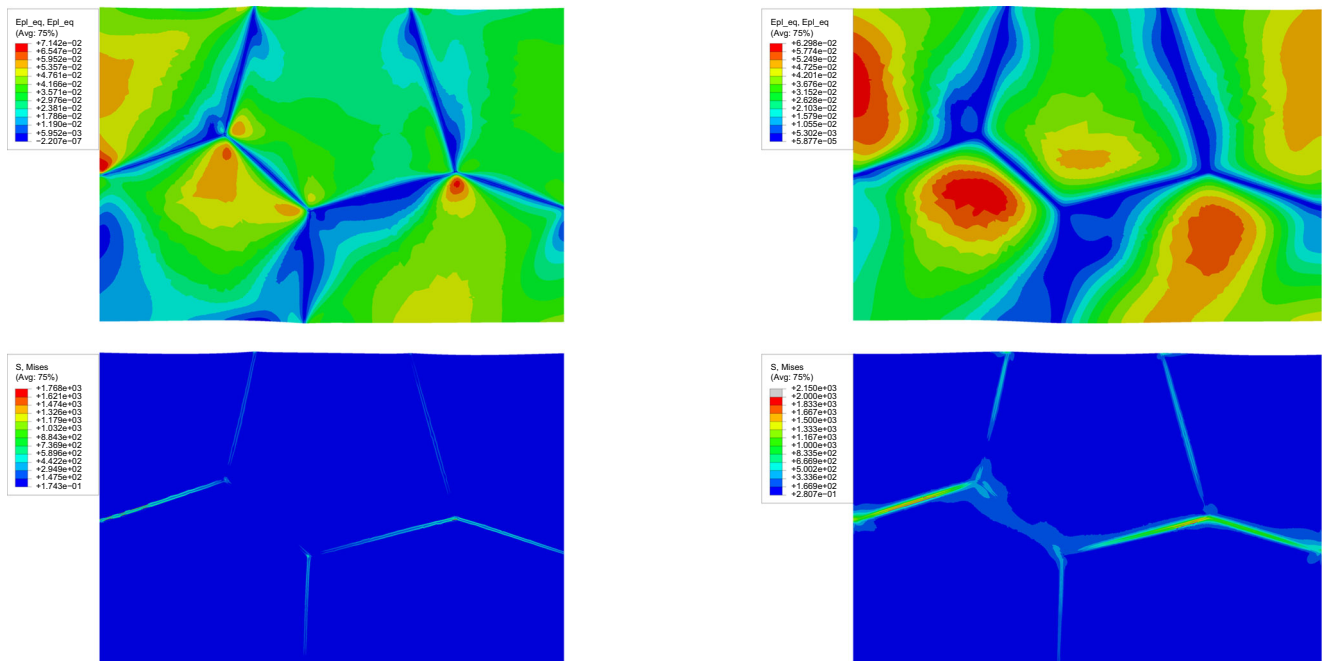 Epl_eq, Epl_eq
(Avg: 75%)
+7.142e-02
+6.547e-02
+5.952e-02
+5.357e-02
+4.761e-02
+4.166e-02
+3.571e-02
+2.976e-02
+2.381e-02
+1.786e-02
+1.190e-02
+5.952e-03
-2.207e-07
Epl_eq, Epl_eq
(Avg: 75%)
+6.298e-02
+5.774e-02
+5.249e-02
+4.725e-02
+4.201e-02
+3.676e-02
+3.152e-02
+2.628e-02
+2.103e-02
+1.579e-02
+1.055e-02
+5.302e-03
+5.877e-05
S, Mises
(Avg: 75%)
+1.768e+03
+1.621e+03
+1.474e+03
+1.326e+03
+1.179e+03
+1.032e+03
+8.843e+02
+7.369e+02
+5.896e+02
+4.422e+02
+2.949e+02
+1.475e+02
+1.743e-01
S, Mises
(Avg: 75%)
+2.150e+03
+2.000e+03
+1.833e+03
+1.667e+03
+1.500e+03
+1.333e+03
+1.167e+03
+1.000e+03
+8.335e+02
+6.669e+02
+5.002e+02
+3.336e+02
+1.669e+02
+2.807e-01